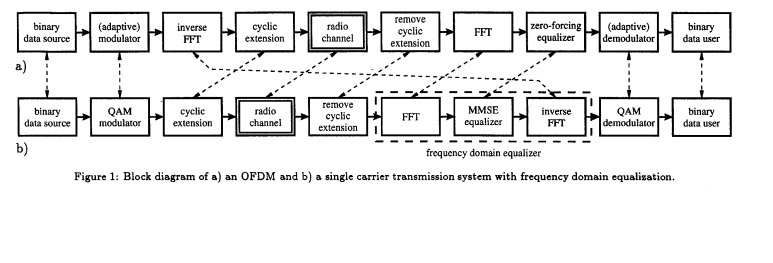 binary
data source
(adaptive)
modulator
inverse
FFT
cyclic
extension
radio
channel
remove
cyclic
extension
FFT
zero-forcing
equalizer
(adaptive)
demodulator
binary
data user
a)
binary
data source
QAM
modulator
cyclic
extension
radio
channel
remove
cyclic
extension
FFT
MMSE
equalizer
inverse
FFT
QAM
demodulator
binary
data user
b)
frequency domain equalizer
Figure 1: Block diagram of a) an OFDM and b) a single carrier transmission system with frequency domain equalization.